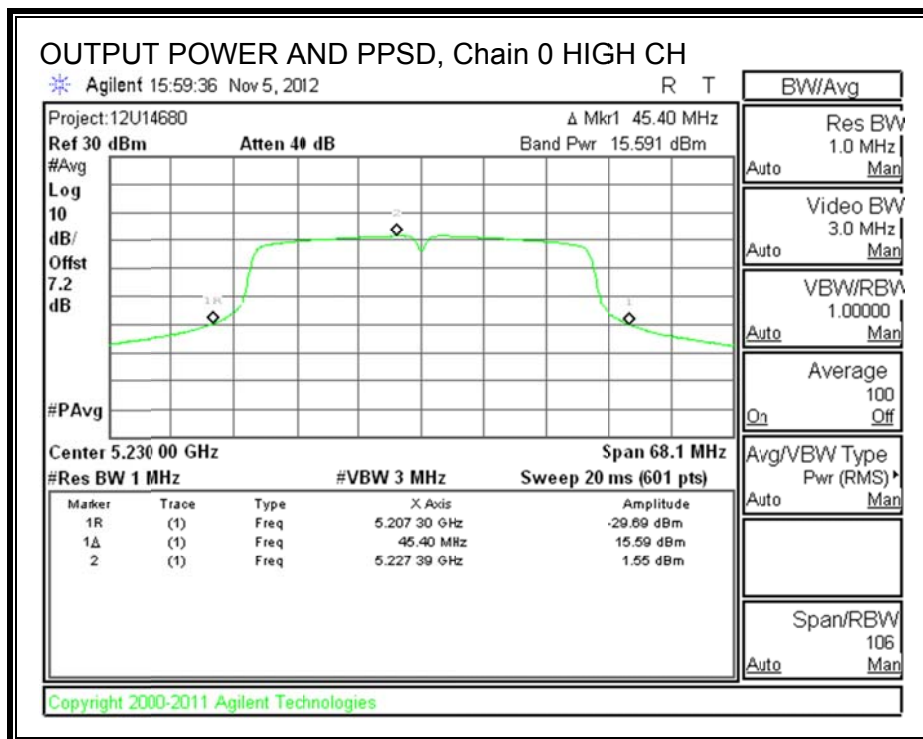 OUTPUT POWER AND PPSD, Chain 0 HIGH CH
Agilent 15:59:36 Nov 5, 2012 R T
Project:12U14680 Δ Mkr1 45.40 MHz
Ref 30 dBm Atten 40 dB Band Pwr 15.591 dBm
#Avg
Log
10
dB/
Offst
7.2
dB
#PAvg
2
1R
1
Center 5.230 00 GHz Span 68.1 MHz
#Res BW 1 MHz #VBW 3 MHz Sweep 20 ms (601 pts)
Marker Trace Type X Axis Amplitude
1R (1) Freq 5.207 30 GHz -29.69 dBm
1Δ (1) Freq 45.40 MHz 15.59 dBm
2 (1) Freq 5.227 39 GHz 1.55 dBm
Copyright 2000-2011 Agilent Technologies
BW/Avg
Res BW
1.0 MHz
Auto Man
Video BW
3.0 MHz
Auto Man
VBW/RBW
1.00000
Auto Man
Average
100
On Off
Avg/VBW Type
Pwr (RMS)
Auto Man
Span/RBW
106
Auto Man